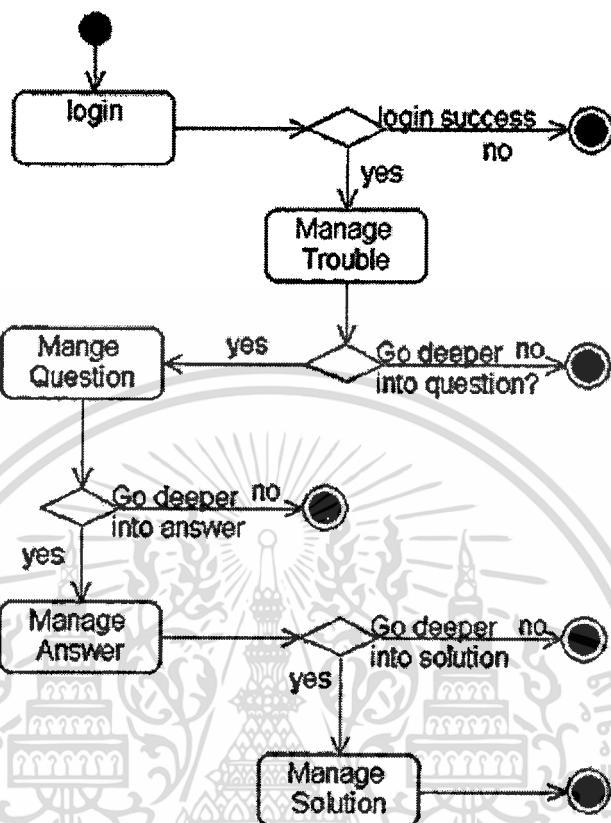 login
login success
no
yes
Manage
Trouble
yes
Go deeper no
into question?
Mange
Question
Go deeper no
into answer
yes
Manage
Answer
Go deeper no
into solution
yes
Manage
Solution